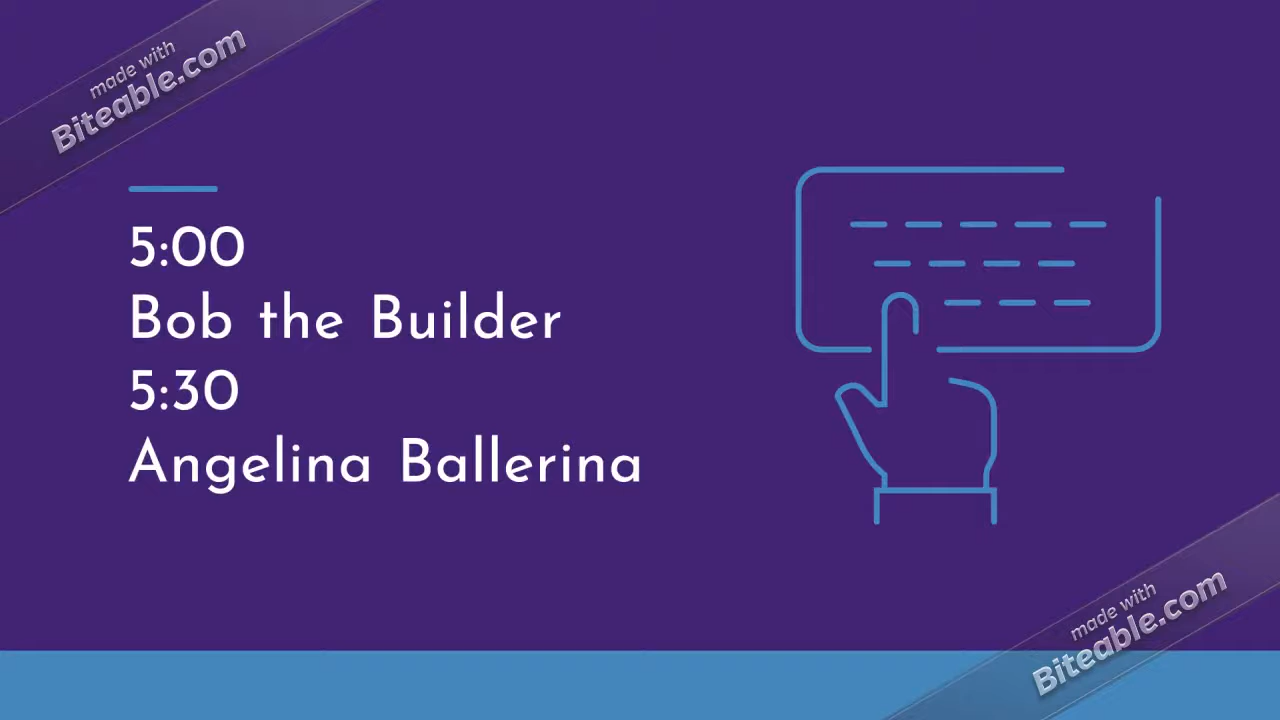 made with
Biteable.com
5:00
Bob the Builder
5:30
Angelina Ballerina
made with
Biteable.com